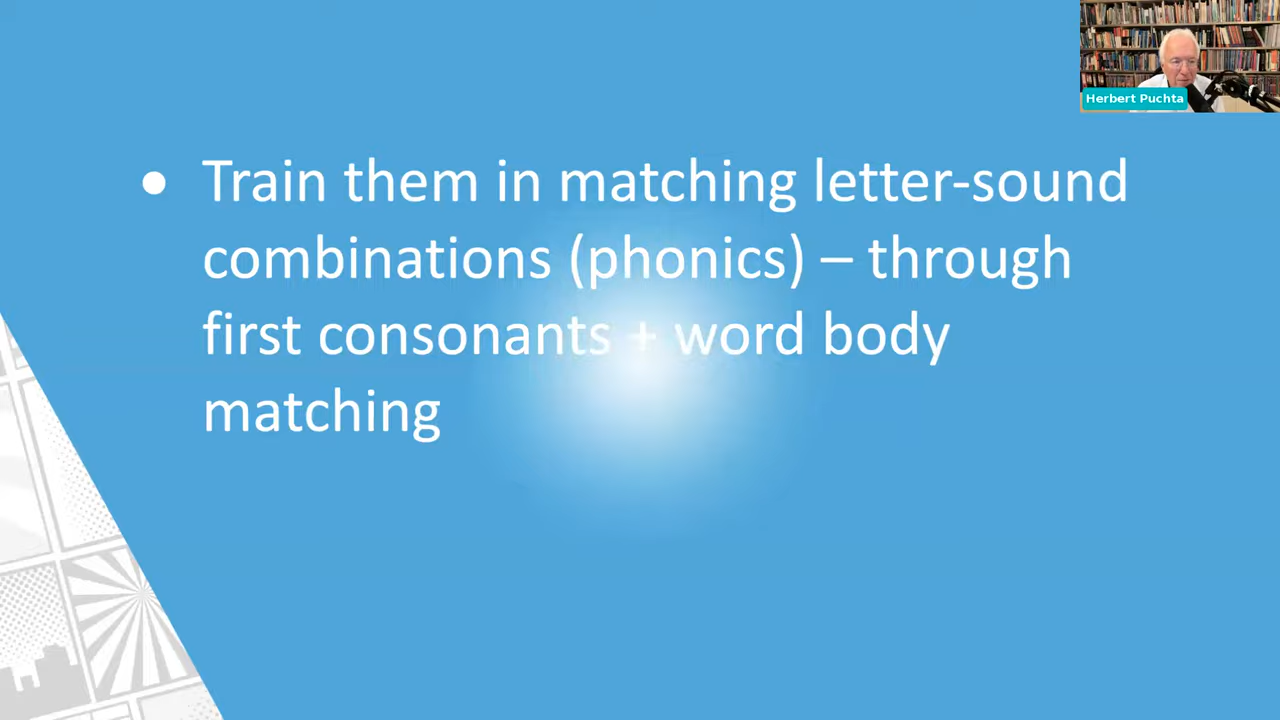 Herbert Puchta
● Train them in matching letter-sound
combinations (phonics) – through
first consonants + word body
matching